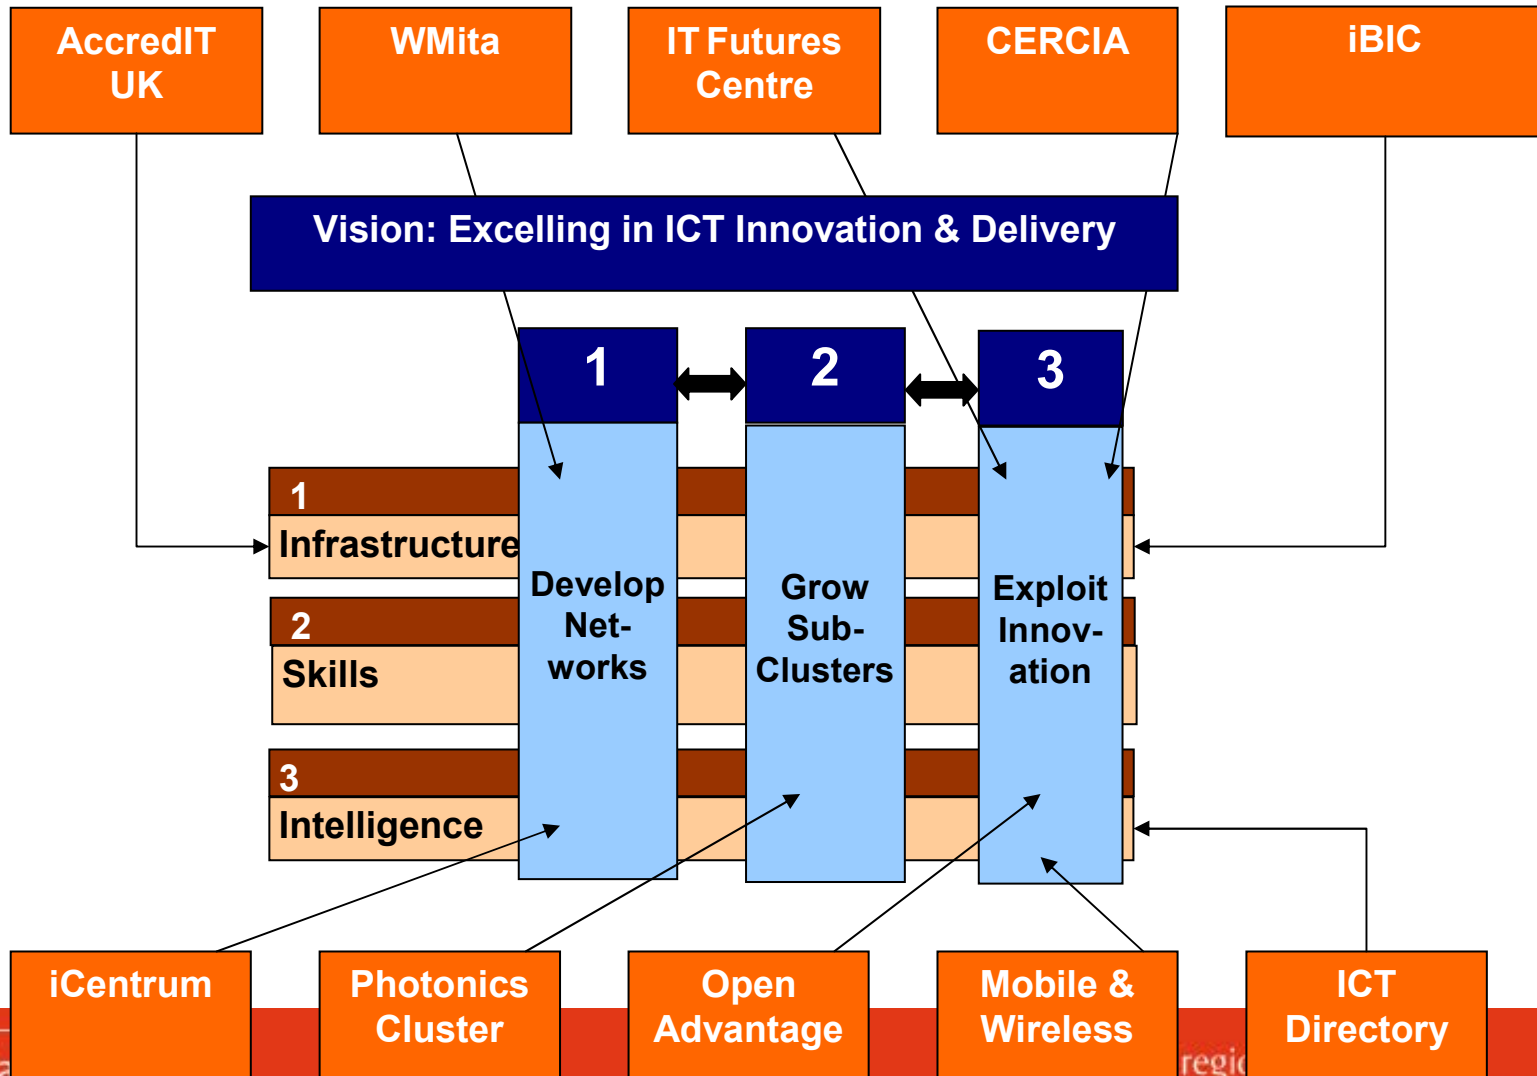 AccredIT
UK
WMita
IT Futures
Centre
CERCIA
iBIC
Vision: Excelling in ICT Innovation & Delivery
1
2
3
1
Infrastructure
2
Skills
3
Intelligence
Develop
Net-
works
Grow
Sub-
Clusters
Exploit
Innov-
ation
iCentrum
Photonics
Cluster
Open
Advantage
Mobile &
Wireless
ICT
Directory